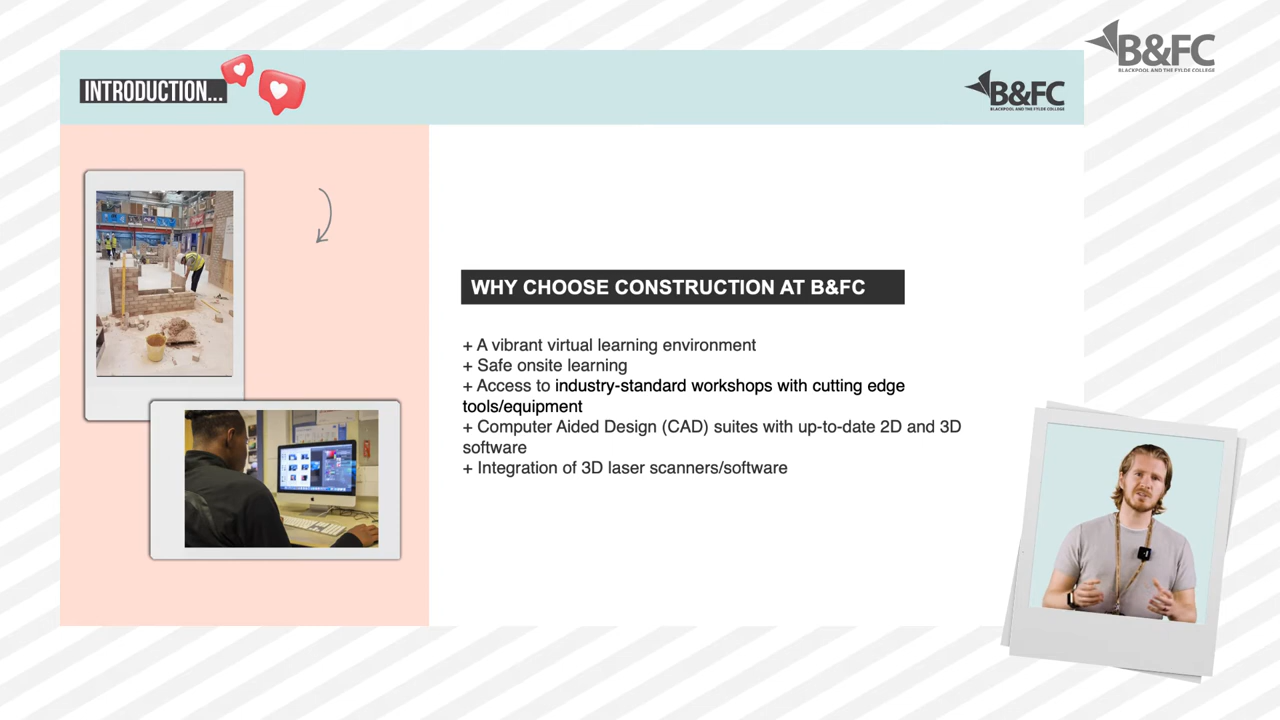 INTRODUCTION...
B&FC
BLACKPOOL AND THE FYLDE COLLEGE
B&FC
BLACKPOOL AND THE FYLDE COLLEGE
WHY CHOOSE CONSTRUCTION AT B&FC
+ A vibrant virtual learning environment
+ Safe onsite learning
+ Access to industry-standard workshops with cutting edge
tools/equipment
+ Computer Aided Design (CAD) suites with up-to-date 2D and 3D
software
+ Integration of 3D laser scanners/software